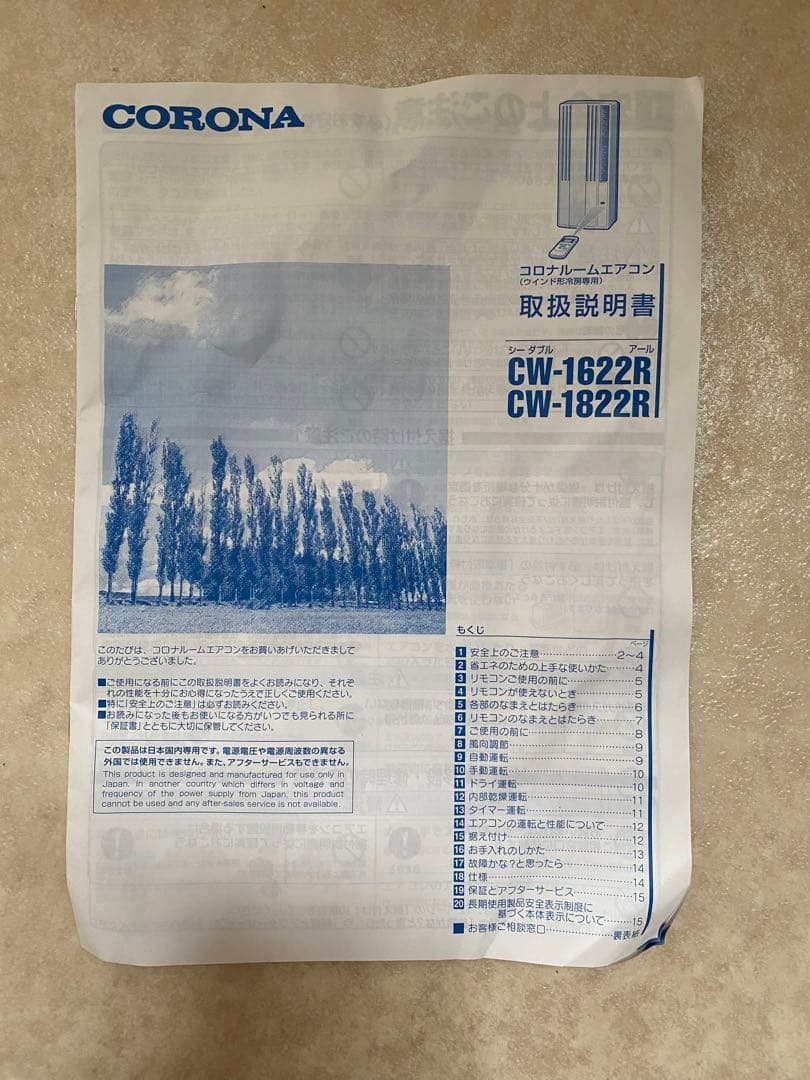 CORONA
コロナルームエアコン
(ウインド形冷房専用)
取扱説明書
シー ダブル アール
CW-1622R
CW-1822R
このたびは、コロナルームエアコンをお買いあげいただきまして
ありがとうございました。
■ご使用になる前にこの取扱説明書をよくお読みになり、それぞ
れの性能を十分にお心得になったうえで正しくご使用ください。
■特に「安全上のご注意」は必ずお読みください。
■お読みになった後もお使いになる方がいつでも見られる所に
「保証書」とともに大切に保管してください。
この製品は日本国内専用です。電源電圧や電源周波数の異なる
外国では使用できません。また、アフターサービスもできません。
This product is designed and manufactured for use only in
Japan. In another country which differs in voltage and
frequency of the power supply from Japan, this product
cannot be used and any after-sales service is not available.
もくじ
ページ
1 安全上のご注意 2~4
2 省エネのための上手な使いかた 4
3 リモコンご使用の前に 5
4 リモコンが使えないとき 5
5 各部のなまえとはたらき 6
6 リモコンのなまえとはたらき 7
7 ご使用の前に 8
8 風向調節 9
9 自動運転 9
10 手動運転 10
11 ドライ運転 10
12 内部乾燥運転 11
13 タイマー運転 11
14 エアコンの運転と性能について 12
15 据え付け 12
16 お手入れのしかた 13
17 故障かな?と思ったら 14
18 仕様 14
19 保証とアフターサービス 15
20 長期使用製品安全表示制度に
基づく本体表示について 15
■ お客様ご相談窓口 裏表紙